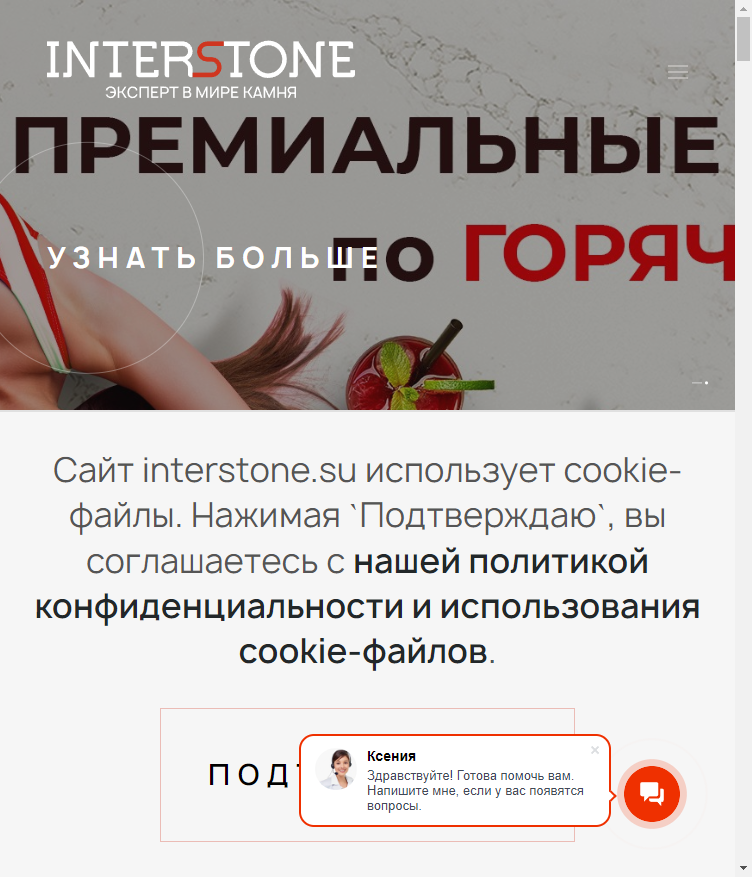 INTERSTONE
ЭКСПЕРТ В МИРЕ КАМНЯ
ПРЕМИАЛЬНЫЕ
по ГОРЯЧ
УЗНАТЬ БОЛЬШЕ
Сайт interstone.su использует cookie-
файлы. Нажимая `Подтверждаю`, вы
соглашаетесь с нашей политикой
конфиденциальности и использования
cookie-файлов.
ПОДТ
Ксения
Здравствуйте! Готова помочь вам.
Напишите мне, если у вас появятся
вопросы.